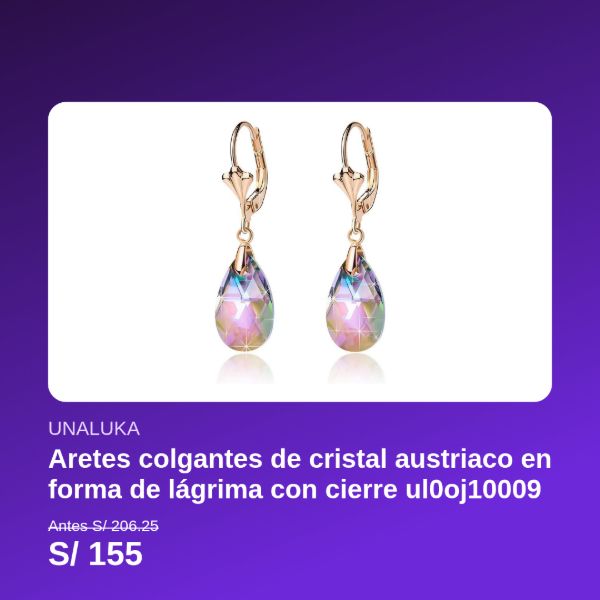 UNALUKA
Aretes colgantes de cristal austriaco en
forma de lágrima con cierre ul0oj10009
Antes S/ 206.25
S/ 155